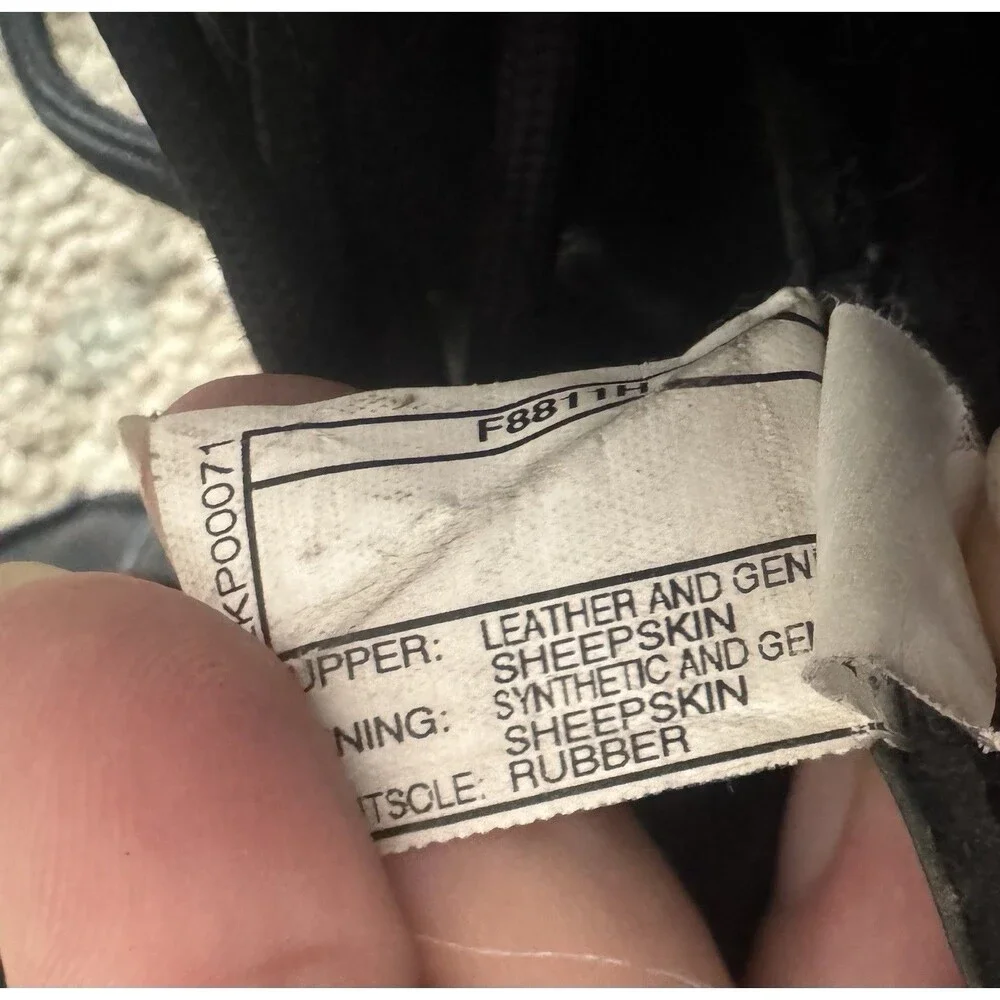 F8811H
KP00071
UPPER: LEATHER AND GEN
SHEEPSKIN
NING: SYNTHETIC AND GE
SHEEPSKIN
TSOLE: RUBBER